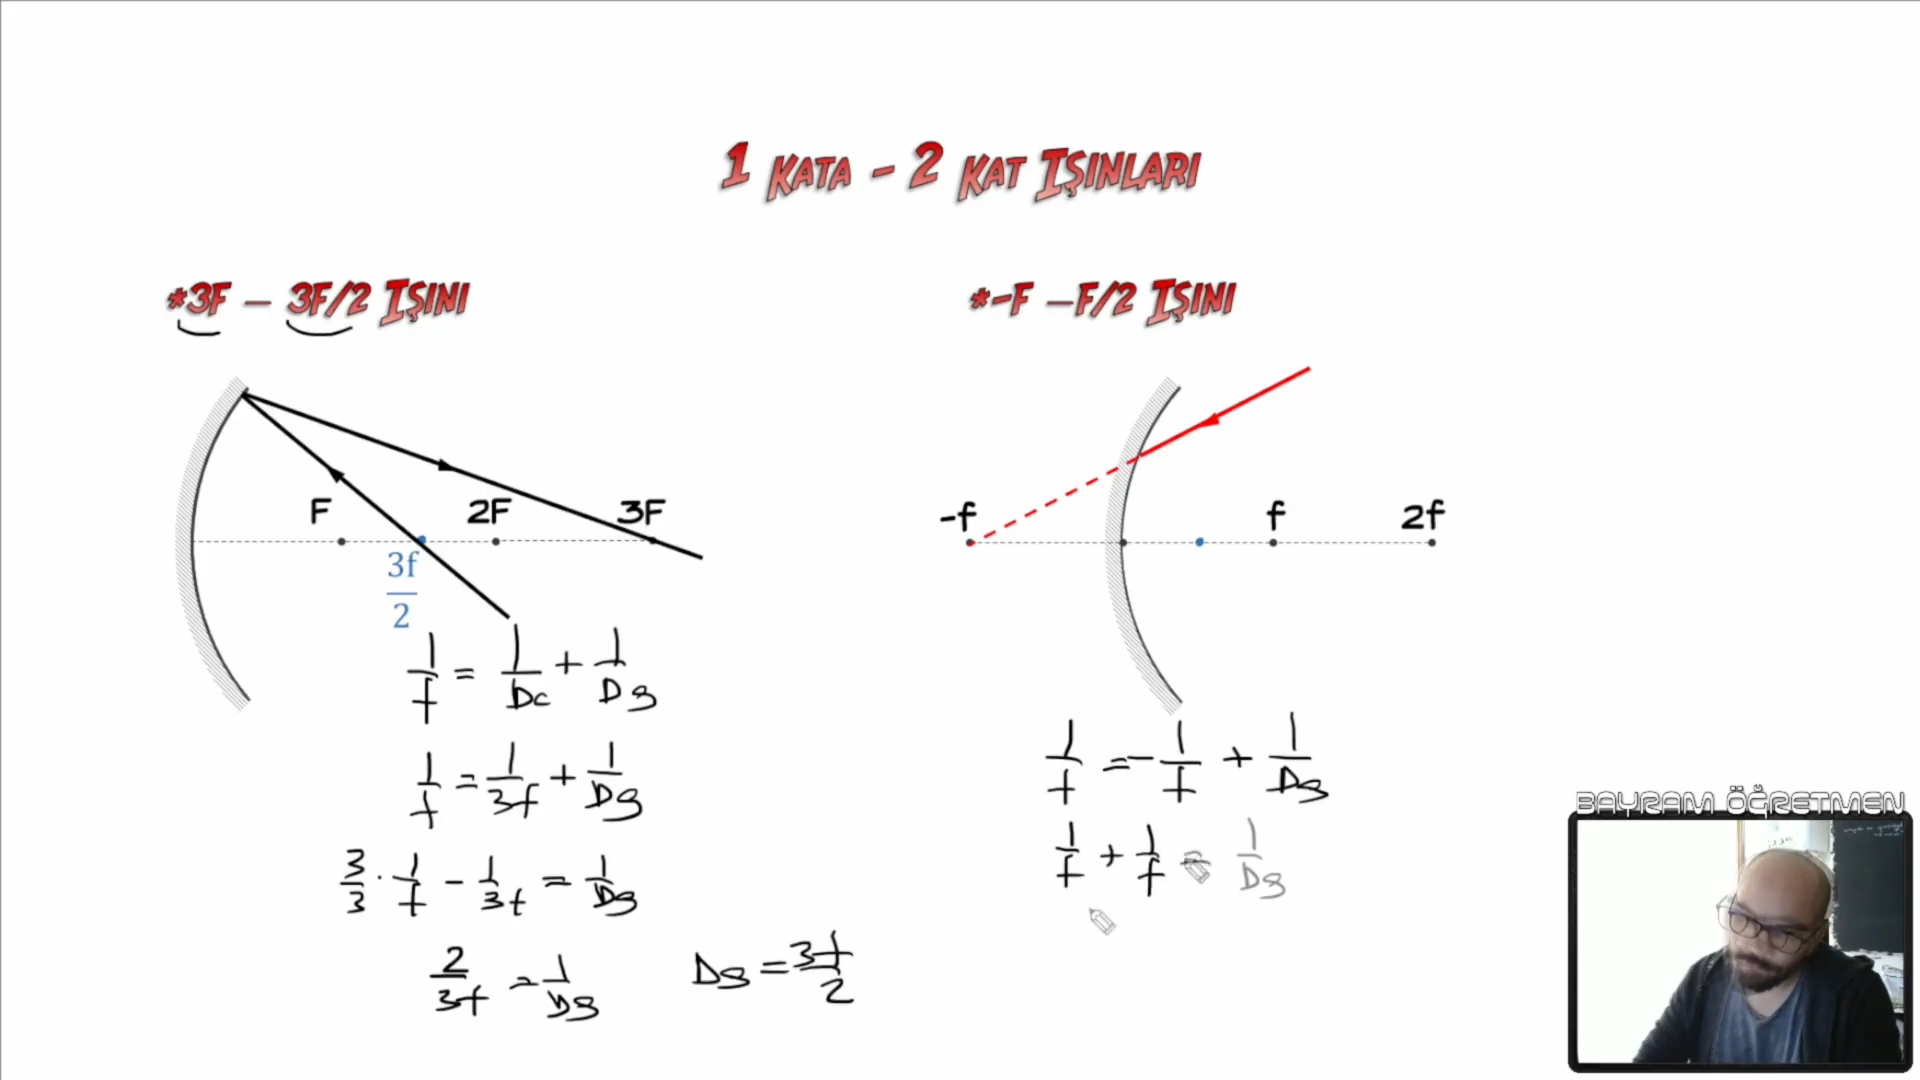 1 KATA - 2 KAT IŞINLARI
*3F - 3F/2 IŞINI
F 2F 3F
3f/2
1/f = 1/Dc + 1/Dg
1/f = 1/3f + 1/Dg
3/3 · 1/f - 1/3f = 1/Dg
2/3f = 1/Dg
Dg = 3f/2
*-F -F/2 IŞINI
-f f 2f
1/f = -1/f + 1/Dg
1/f + 1/f = 1/Dg
BAYRAM ÖĞRETMEN